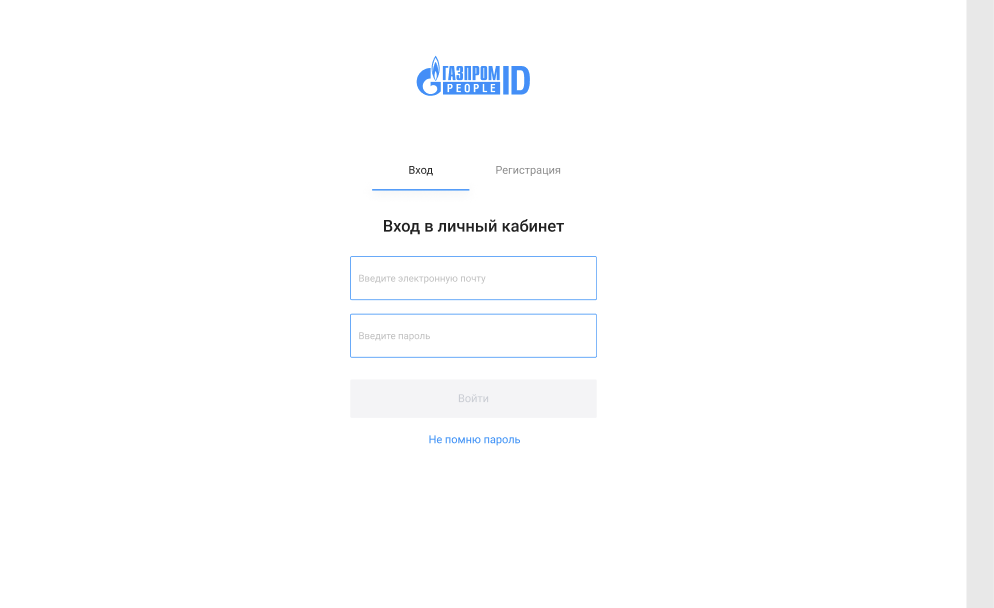 ГАЗПРОМ ID
PEOPLE
Вход
Регистрация
Вход в личный кабинет
Введите электронную почту
Введите пароль
Войти
Не помню пароль